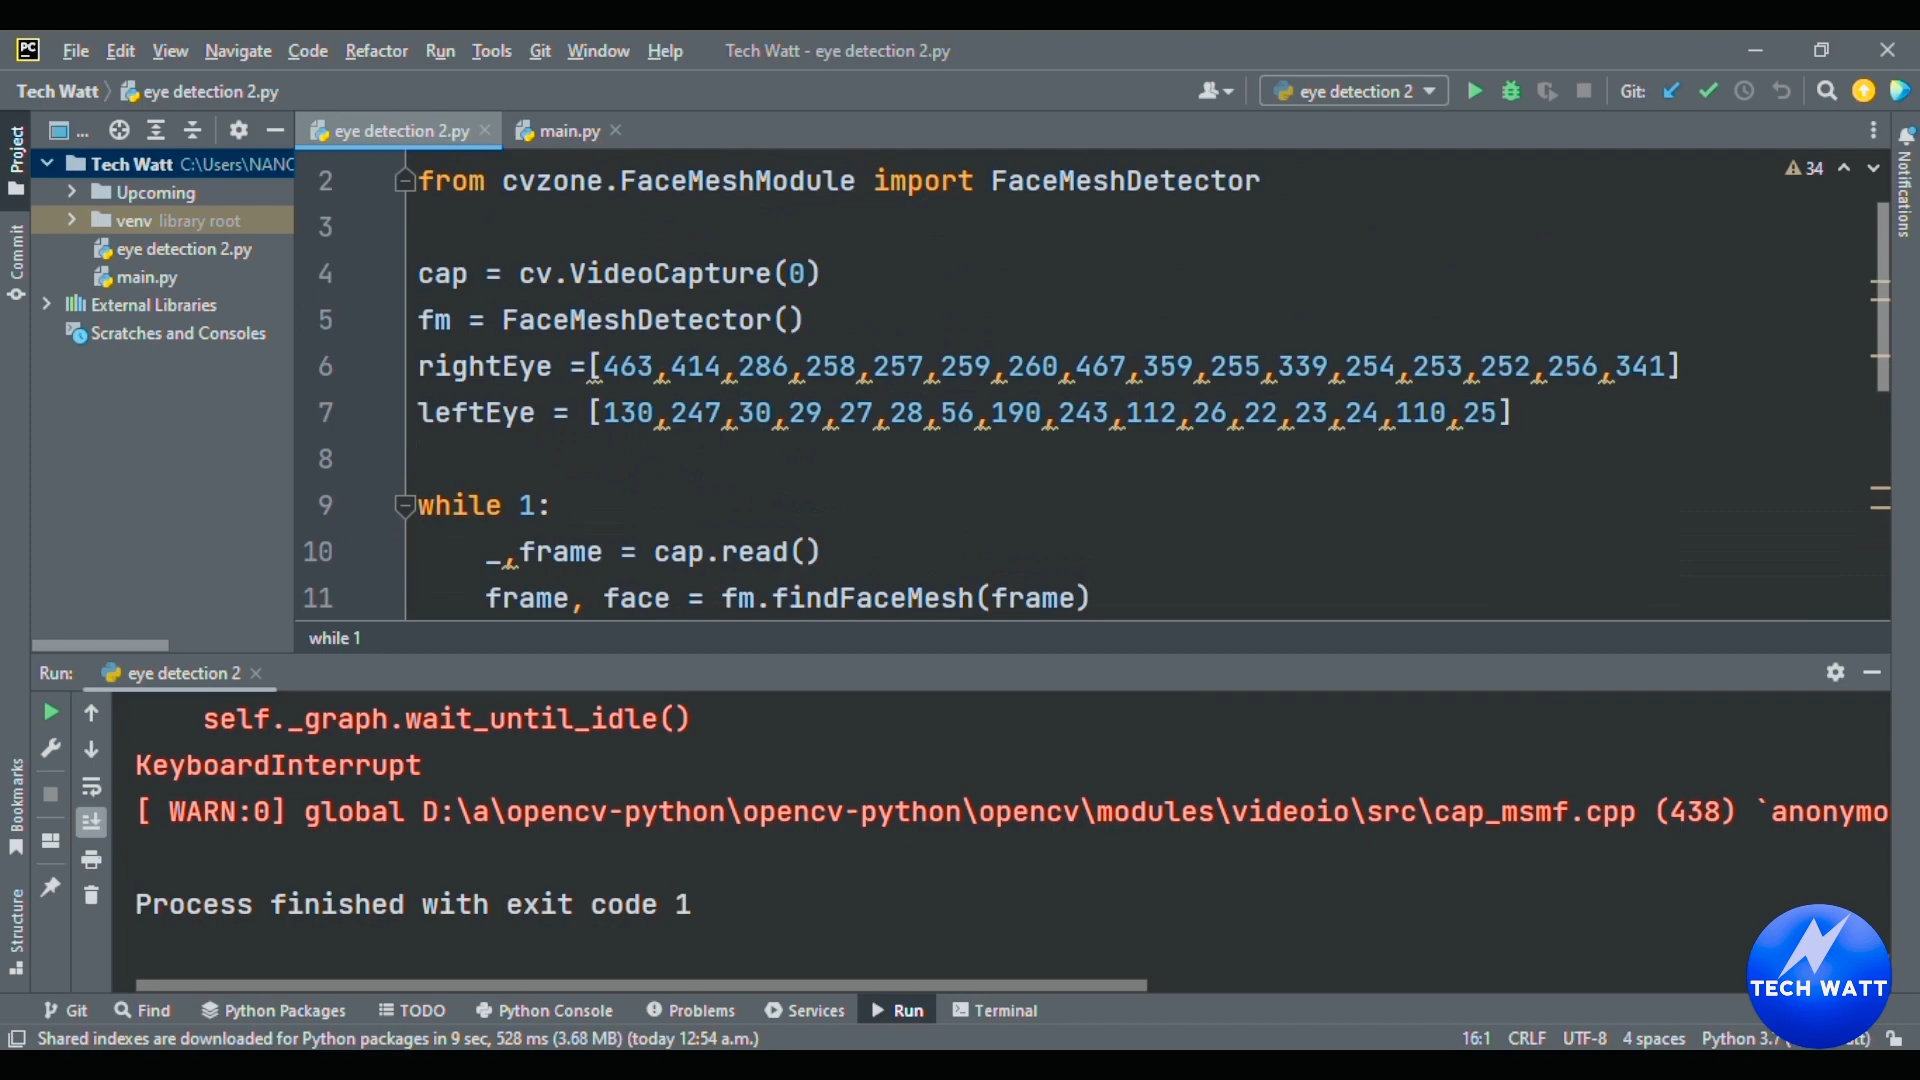 PC File Edit View Navigate Code Refactor Run Tools Git Window Help Tech Watt - eye detection 2.py
Tech Watt eye detection 2.py eye detection 2 Git:
Project ... eye detection 2.py main.py
Tech Watt C:\Users\NANC
Upcoming
venv library root
eye detection 2.py
main.py
External Libraries
Scratches and Consoles
Commit
Notifications
34
2 from cvzone.FaceMeshModule import FaceMeshDetector
3
4 cap = cv.VideoCapture(0)
5 fm = FaceMeshDetector()
6 rightEye =[463,414,286,258,257,259,260,467,359,255,339,254,253,252,256,341]
7 leftEye = [130,247,30,29,27,28,56,190,243,112,26,22,23,24,110,25]
8
9 while 1:
10 _,frame = cap.read()
11 frame, face = fm.findFaceMesh(frame)
while 1
Run: eye detection 2
self._graph.wait_until_idle()
KeyboardInterrupt
[ WARN:0] global D:\a\opencv-python\opencv-python\opencv\modules\videoio\src\cap_msmf.cpp (438) `anonymo
Process finished with exit code 1
Bookmarks
Structure
TECH WATT
Git Find Python Packages TODO Python Console Problems Services Run Terminal
Shared indexes are downloaded for Python packages in 9 sec, 528 ms (3.68 MB) (today 12:54 a.m.) 16:1 CRLF UTF-8 4 spaces Python 3.7